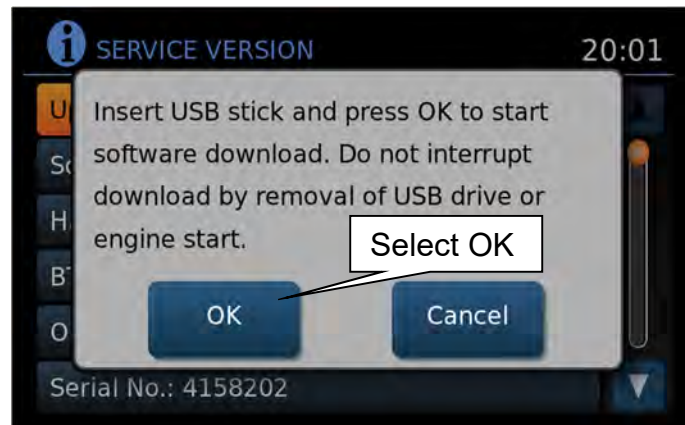 SERVICE VERSION 20:01
Insert USB stick and press OK to start
software download. Do not interrupt
download by removal of USB drive or
engine start.
Select OK
OK Cancel
Serial No.: 4158202